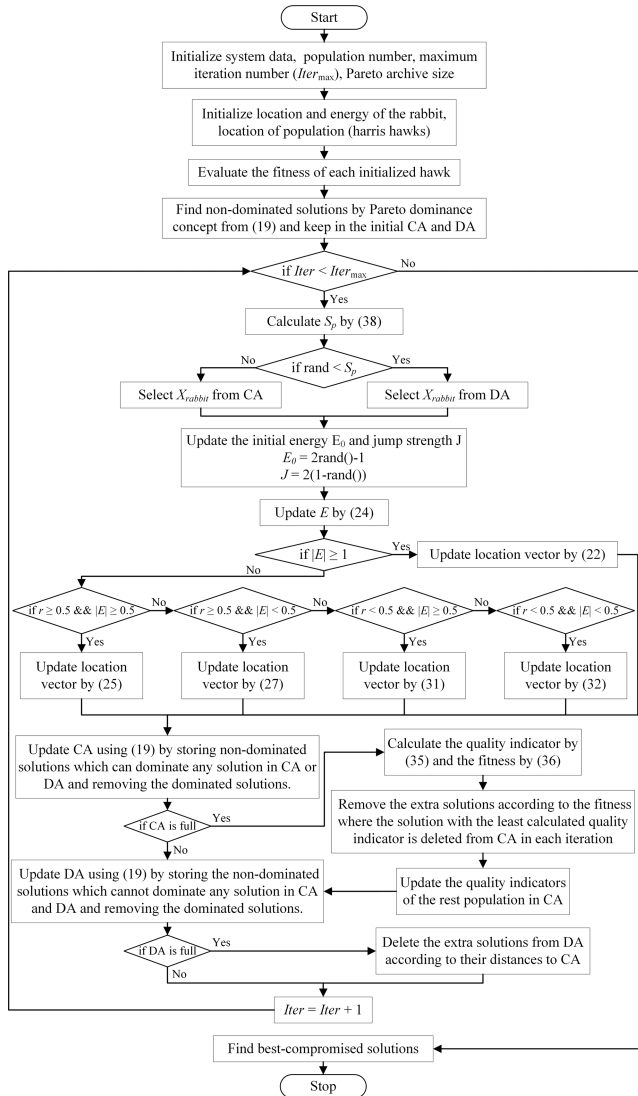 Start
Initialize system data, population number, maximum
iteration number (Iter_max), Pareto archive size
Initialize location and energy of the rabbit,
location of population (harris hawks)
Evaluate the fitness of each initialized hawk
Find non-dominated solutions by Pareto dominance
concept from (19) and keep in the initial CA and DA
if Iter < Iter_max
No
Yes
Calculate S_p by (38)
No
if rand < S_p
Yes
Select X_rabbit from CA
Select X_rabbit from DA
Update the initial energy E_0 and jump strength J
E_0 = 2rand()-1
J = 2(1-rand())
Update E by (24)
if |E| ≥ 1
Yes
Update location vector by (22)
No
if r ≥ 0.5 && |E| ≥ 0.5
No
if r ≥ 0.5 && |E| < 0.5
No
if r < 0.5 && |E| ≥ 0.5
No
if r < 0.5 && |E| < 0.5
Yes
Yes
Yes
Yes
Update location
vector by (25)
Update location
vector by (27)
Update location
vector by (31)
Update location
vector by (32)
Update CA using (19) by storing non-dominated
solutions which can dominate any solution in CA or
DA and removing the dominated solutions.
Calculate the quality indicator by
(35) and the fitness by (36)
if CA is full
Yes
No
Remove the extra solutions according to the fitness
where the solution with the least calculated quality
indicator is deleted from CA in each iteration
Update DA using (19) by storing the non-dominated
solutions which cannot dominate any solution in CA
and DA and removing the dominated solutions.
Update the quality indicators
of the rest population in CA
if DA is full
Yes
No
Delete the extra solutions from DA
according to their distances to CA
Iter = Iter + 1
Find best-compromised solutions
Stop